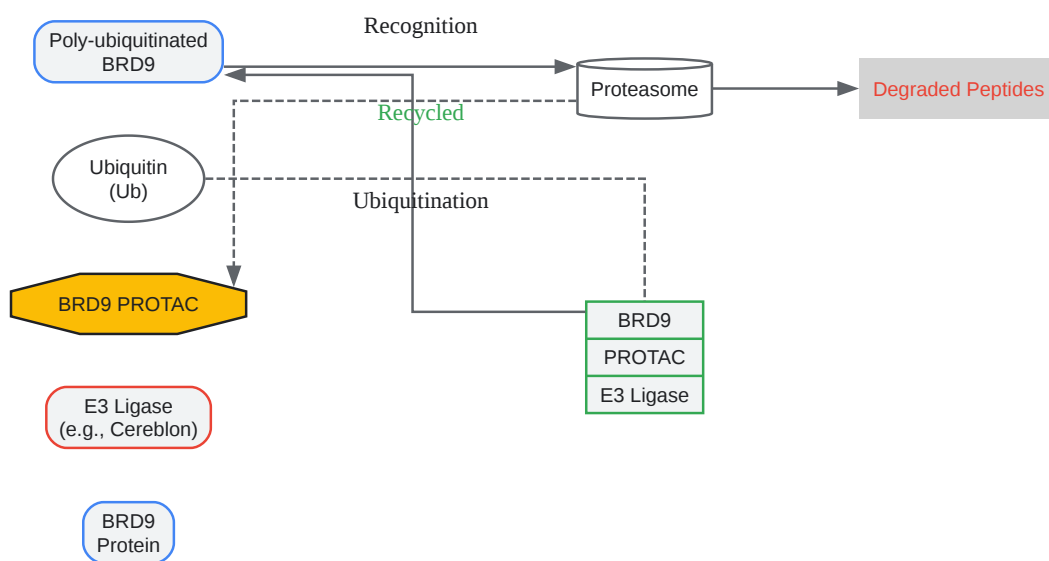 Recognition
Poly-ubiquitinated
BRD9
Proteasome
Degraded Peptides
Recycled
Ubiquitin
(Ub)
Ubiquitination
BRD9 PROTAC
BRD9
PROTAC
E3 Ligase
E3 Ligase
(e.g., Cereblon)
BRD9
Protein